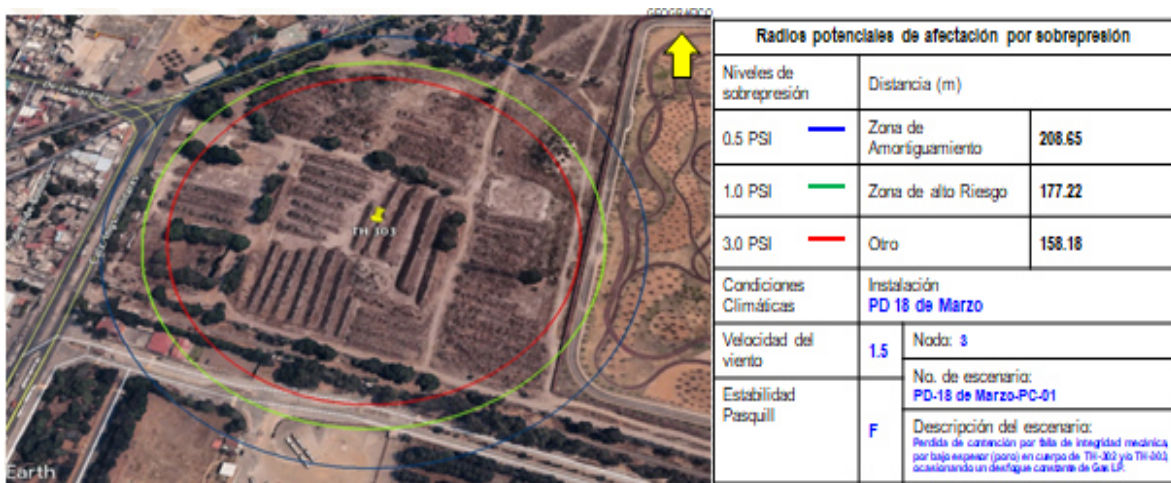 GEOGRAFICO
TH 303
Earth
Radios potenciales de afectación por sobrepresión
Niveles de
sobrepresión
Distancia (m)
0.5 PSI
Zona de
Amortiguamiento
208.65
1.0 PSI
Zona de alto Riesgo
177.22
3.0 PSI
Otro
158.18
Condiciones
Climáticas
Instalación
PD 18 de Marzo
Velocidad del
viento
1.5
Nodo: 3
Estabilidad
Pasquill
F
No. de escenario:
PD-18 de Marzo-PC-01
Descripción del escenario:
Perdida de contención por falla de integridad mecánica,
por bajo espesor (poro) en cuerpo de TH-302 y/o TH-303,
ocasionando un desfogue constante de Gas LP.